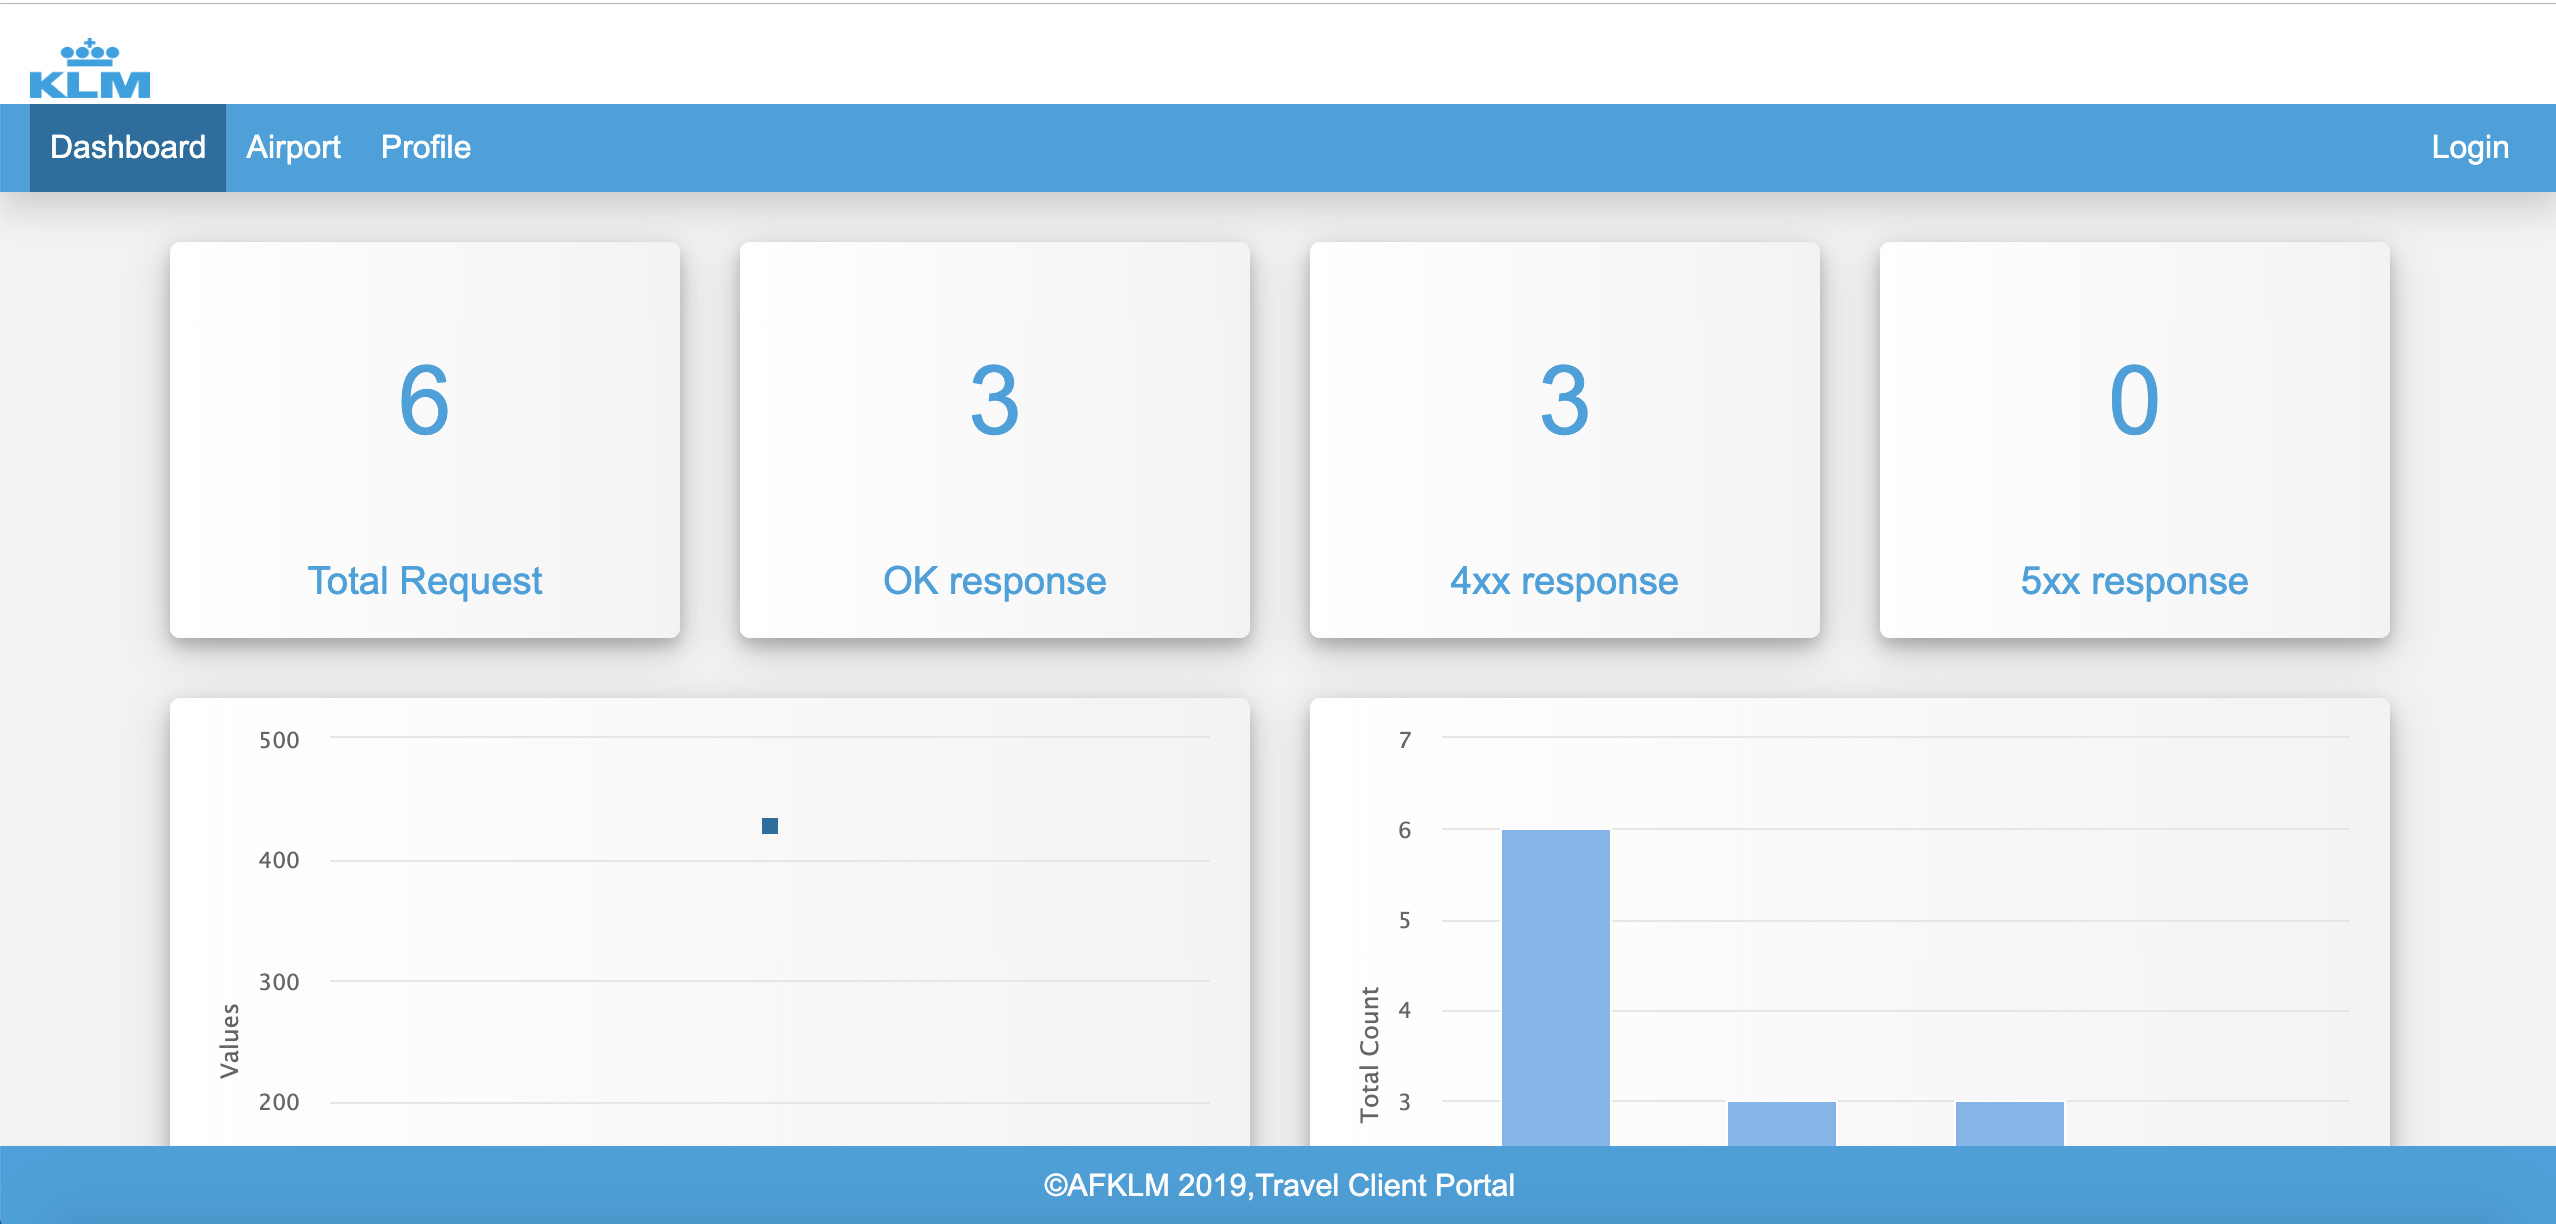 KLM
Dashboard Airport Profile Login
6 3 3 0
Total Request OK response 4xx response 5xx response
500
400
300
200
Values
7
6
5
4
3
Total Count
©AFKLM 2019,Travel Client Portal